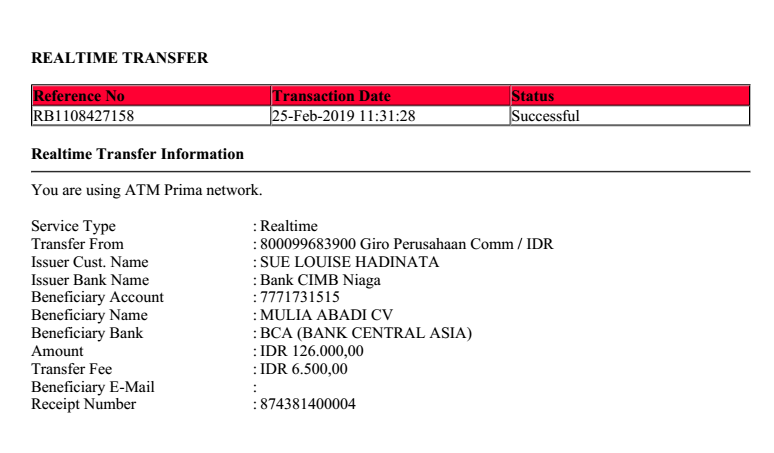 REALTIME TRANSFER
Reference No Transaction Date Status
RB1108427158 25-Feb-2019 11:31:28 Successful
Realtime Transfer Information
You are using ATM Prima network.
Service Type : Realtime
Transfer From : 800099683900 Giro Perusahaan Comm / IDR
Issuer Cust. Name : SUE LOUISE HADINATA
Issuer Bank Name : Bank CIMB Niaga
Beneficiary Account : 7771731515
Beneficiary Name : MULIA ABADI CV
Beneficiary Bank : BCA (BANK CENTRAL ASIA)
Amount : IDR 126.000,00
Transfer Fee : IDR 6.500,00
Beneficiary E-Mail :
Receipt Number : 874381400004